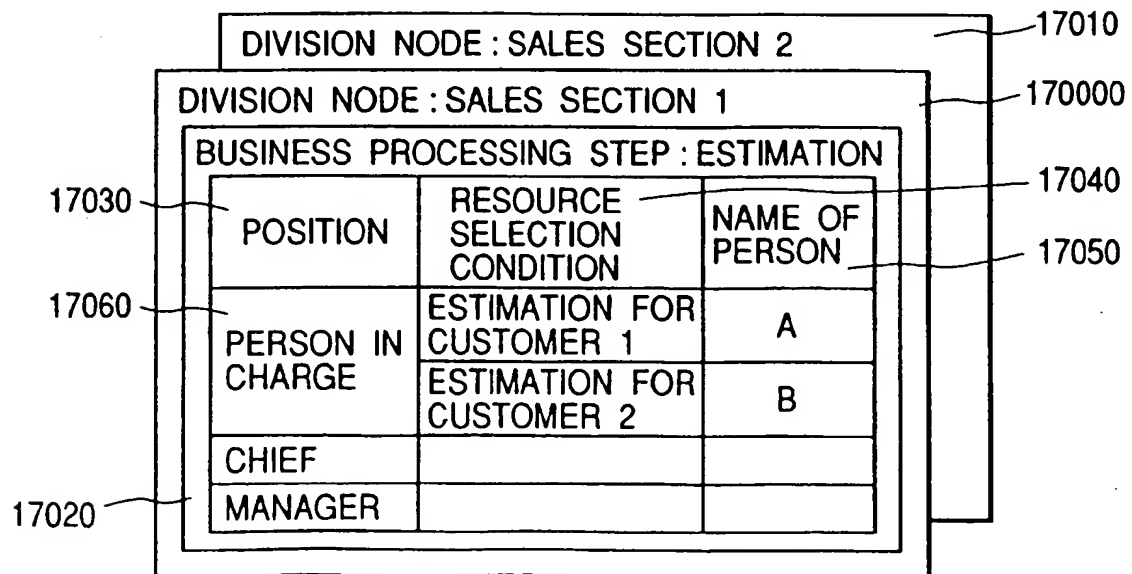 DIVISION NODE : SALES SECTION 2
17010
DIVISION NODE : SALES SECTION 1
170000
BUSINESS PROCESSING STEP : ESTIMATION
17030
POSITION
RESOURCE
SELECTION
CONDITION
17040
NAME OF
PERSON
17050
17060
PERSON IN
CHARGE
ESTIMATION FOR
CUSTOMER 1
A
ESTIMATION FOR
CUSTOMER 2
B
CHIEF
MANAGER
17020